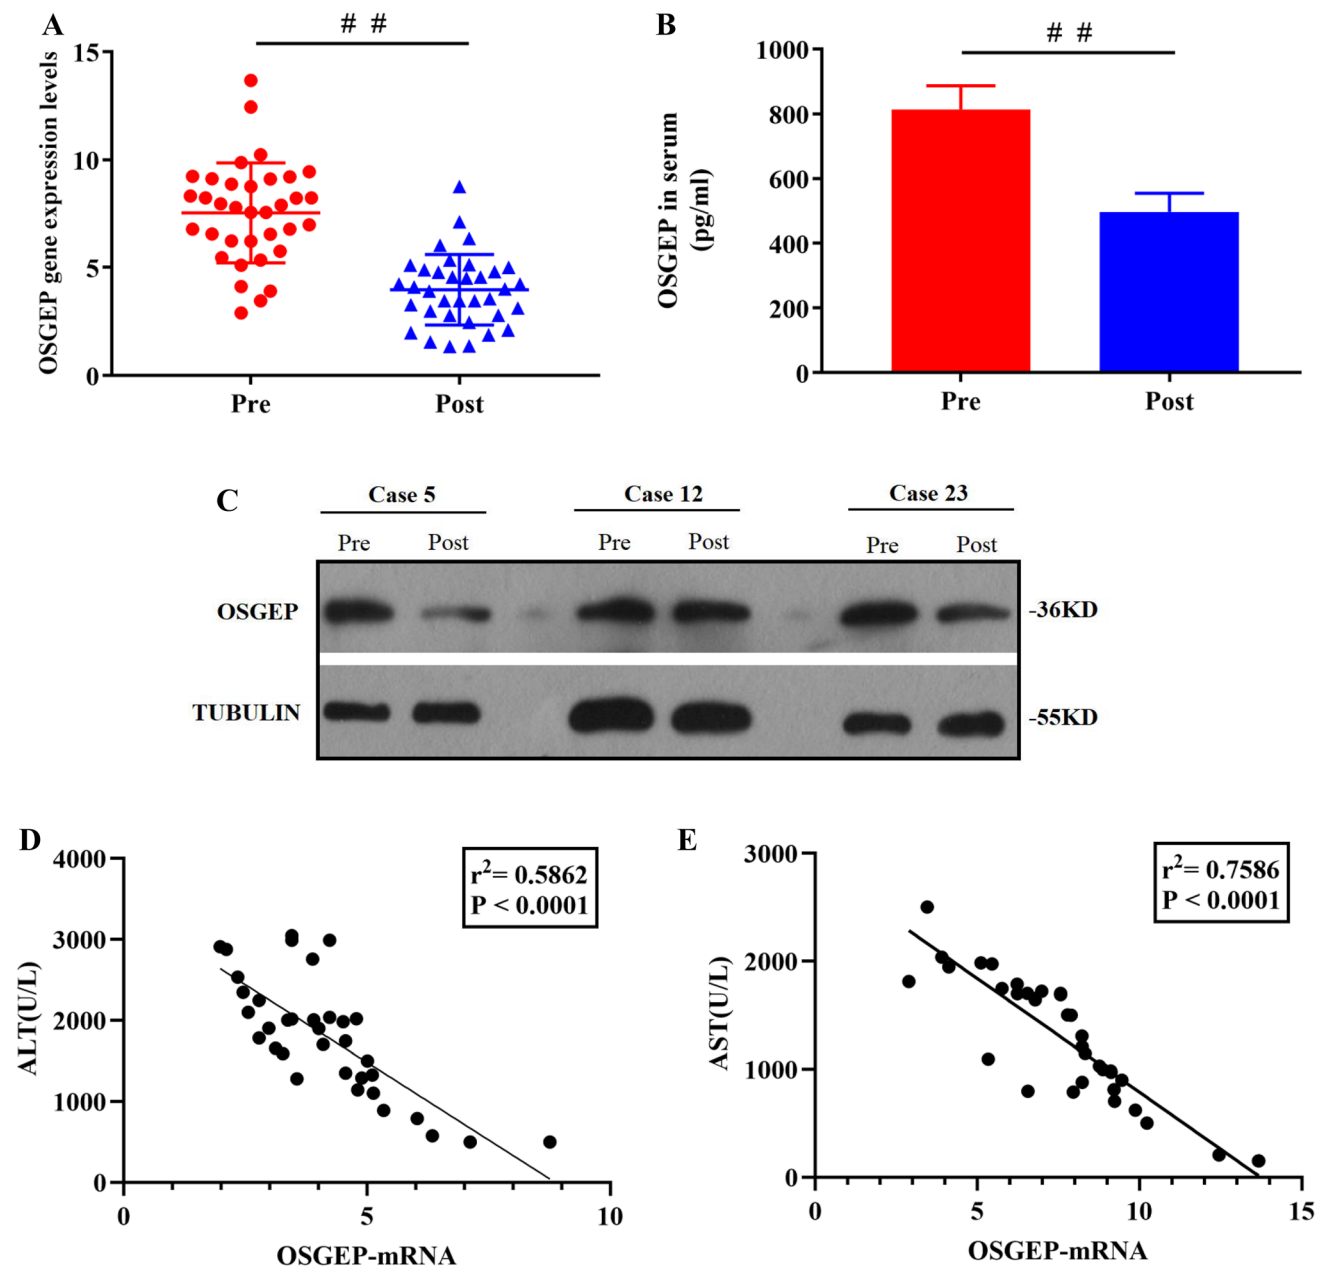 A
# #
OSGEP gene expression levels
15
10
5
0
Pre
Post
B
# #
OSGEP in serum
(pg/ml)
1000
800
600
400
200
0
Pre
Post
C
Case 5
Case 12
Case 23
Pre
Post
Pre
Post
Pre
Post
OSGEP
-36KD
TUBULIN
-55KD
D
ALT(U/L)
4000
3000
2000
1000
0
r²= 0.5862
P < 0.0001
0
5
10
OSGEP-mRNA
E
AST(U/L)
3000
2000
1000
0
r²= 0.7586
P < 0.0001
0
5
10
15
OSGEP-mRNA